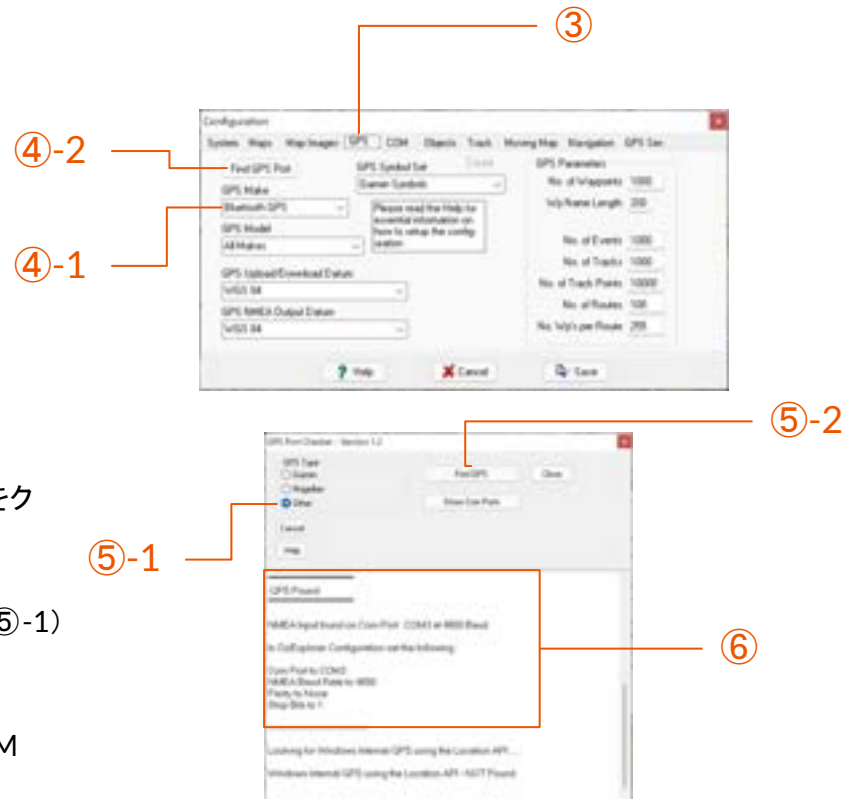 ③
Configuration
System Maps Map Images GPS COM Objects Track Moving Map Navigation GPS Sim
④-2
Find GPS Port
GPS Symbol Set
GPS Parameters
Garmin Symbols
No. of Waypoints 1000
GPS Make
Wp Name Length 200
④-1
Bluetooth GPS
Please read the Help for
essential information on
how to setup the config-
uration
GPS Model
All Makes
No. of Events 1000
No. of Tracks 1000
GPS Upload/Download Datum
No. of Track Points 10000
WGS 84
No. of Routes 100
GPS NMEA Output Datum
No. Wp's per Route
WGS 84
? Help
Cancel
Save
⑤-2
GPS Port Checker - Version 1.2
GPS Type
Garmin
Find GPS
Close
Magellan
Other
Show Com Ports
をク
⑤-1
Help
GPS Found
⑤-1）
NMEA Input found on Com Port COM3 at 4800 Baud
⑥
In OziExplorer Configuration set the following:
Com Port to COM3
NMEA Baud Rate to 4800
Parity to None
Stop Bits to 1
M
Looking for Windows Internal GPS using the Location API...
Windows Internal GPS using the Location API - NOT Found